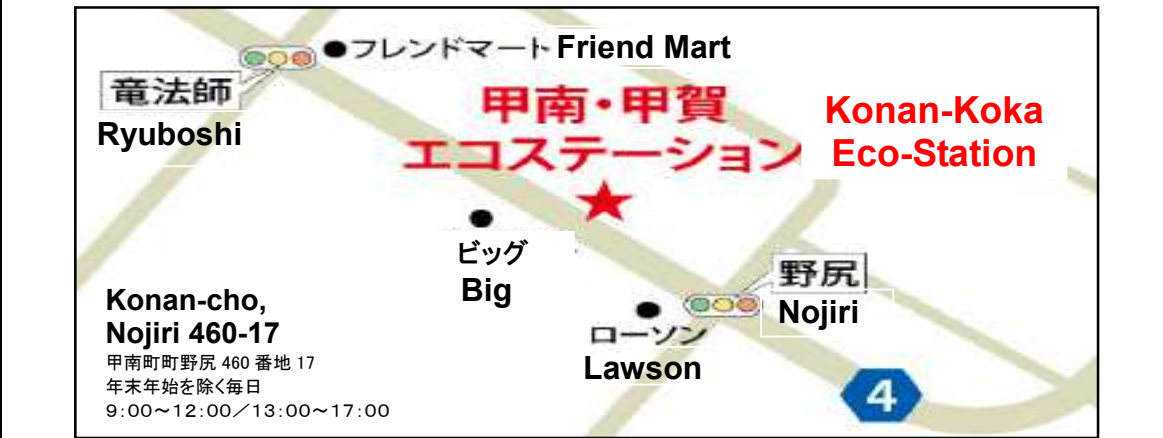 フレンドマート Friend Mart
竜法師
Ryuboshi
甲南・甲賀
エコステーション
Konan-Koka
Eco-Station
ビッグ
Big
野尻
Nojiri
ローソン
Lawson
4
Konan-cho,
Nojiri 460-17
甲南町町野尻 460 番地 17
年末年始を除く毎日
9:00～12:00／13:00～17:00